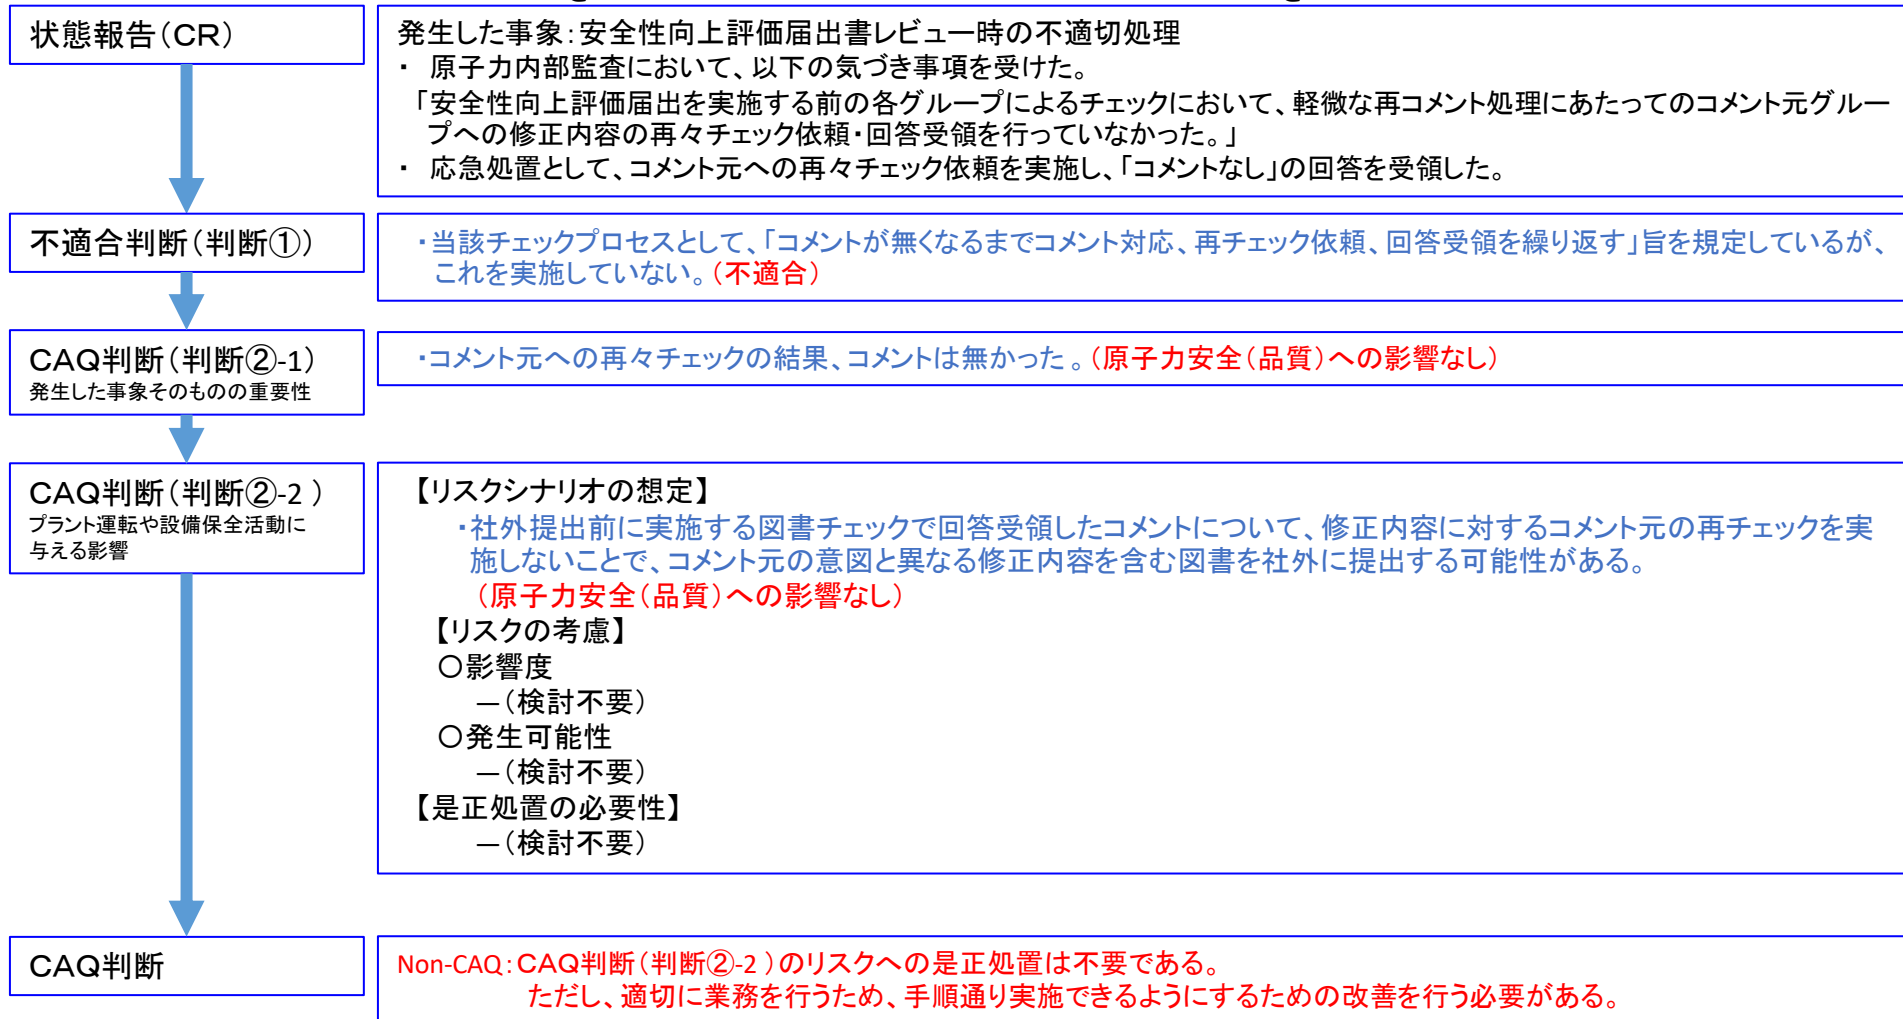 状態報告(CR)
発生した事象:安全性向上評価届出書レビュー時の不適切処理
・ 原子力内部監査において、以下の気づき事項を受けた。
「安全性向上評価届出を実施する前の各グループによるチェックにおいて、軽微な再コメント処理にあたってのコメント元グルー
プへの修正内容の再々チェック依頼・回答受領を行っていなかった。」
・ 応急処置として、コメント元への再々チェック依頼を実施し、「コメントなし」の回答を受領した。
不適合判断(判断①)
・当該チェックプロセスとして、「コメントが無くなるまでコメント対応、再チェック依頼、回答受領を繰り返す」旨を規定しているが、
これを実施していない。(不適合)
CAQ判断(判断②-1)
発生した事象そのものの重要性
・コメント元への再々チェックの結果、コメントは無かった 。(原子力安全(品質)への影響なし)
CAQ判断(判断②-2 )
プラント運転や設備保全活動に
与える影響
【リスクシナリオの想定】
・社外提出前に実施する図書チェックで回答受領したコメントについて、修正内容に対するコメント元の再チェックを実
施しないことで、コメント元の意図と異なる修正内容を含む図書を社外に提出する可能性がある。
(原子力安全(品質)への影響なし)
【リスクの考慮】
〇影響度
―(検討不要)
〇発生可能性
―(検討不要)
【是正処置の必要性】
―(検討不要)
CAQ判断
Non-CAQ:CAQ判断(判断②-2 )のリスクへの是正処置は不要である。
ただし、適切に業務を行うため、手順通り実施できるようにするための改善を行う必要がある。